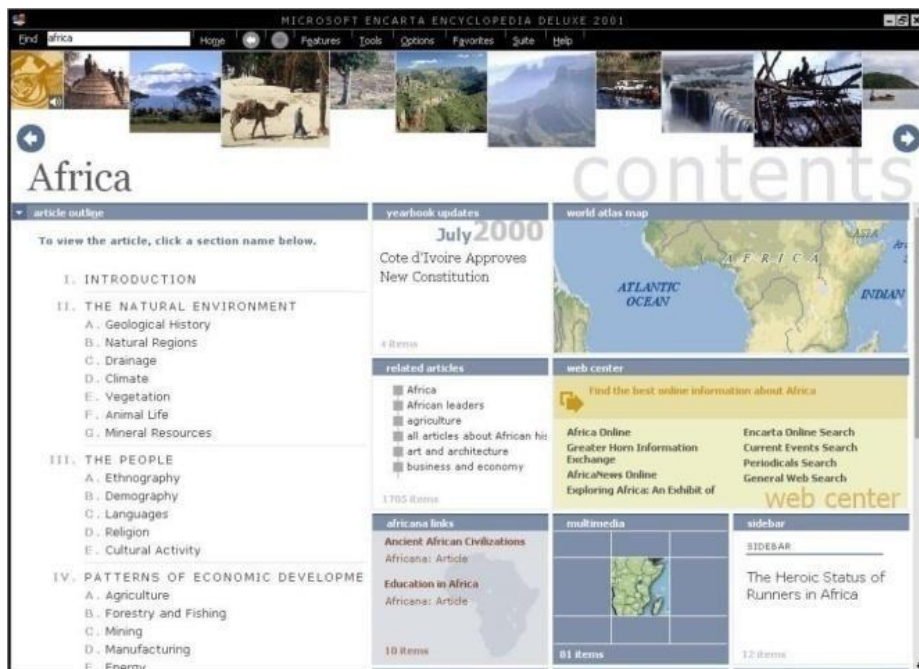 MICROSOFT ENCARTA ENCYCLOPEDIA DELUXE 2001
Find africa Home Features Tools Options Favorites Suite Help
contents
Africa
article outline
To view the article, click a section name below.
I. INTRODUCTION
II. THE NATURAL ENVIRONMENT
A. Geological History
B. Natural Regions
C. Drainage
D. Climate
E. Vegetation
F. Animal Life
G. Mineral Resources
III. THE PEOPLE
A. Ethnography
B. Demography
C. Languages
D. Religion
E. Cultural Activity
IV. PATTERNS OF ECONOMIC DEVELOPME
A. Agriculture
B. Forestry and Fishing
C. Mining
D. Manufacturing
E. Energy
yearbook updates
July 2000
Cote d'Ivoire Approves
New Constitution
4 items
world atlas map
ASIA
AFRICA
ATLANTIC
OCEAN
INDIAN
related articles
Africa
African leaders
agriculture
all articles about African his
art and architecture
business and economy
1705 items
web center
Find the best online information about Africa
Africa Online
Greater Horn Information
Exchange
AfricaNews Online
Exploring Africa: An Exhibit of
Encarta Online Search
Current Events Search
Periodicals Search
General Web Search
web center
africana links
Ancient African Civilizations
Africana: Article
Education in Africa
Africana: Article
10 items
multimedia
81 items
sidebar
SIDEBAR
The Heroic Status of
Runners in Africa
12 items